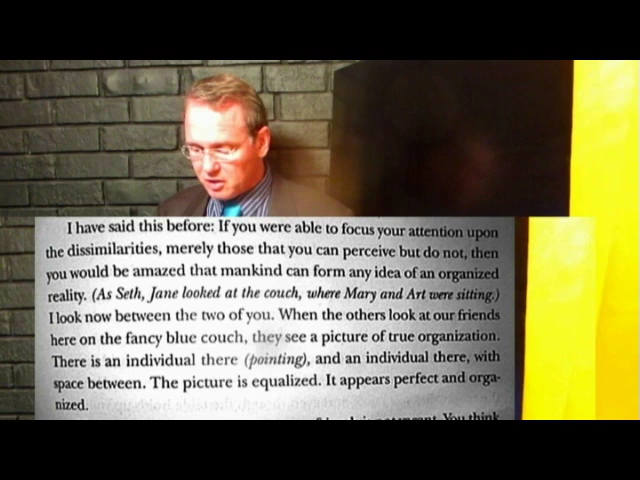 I have said this before: If you were able to focus your attention upon
the dissimilarities, merely those that you can perceive but do not, then
you would be amazed that mankind can form any idea of an organized
reality. (As Seth, Jane looked at the couch, where Mary and Art were sitting.)
I look now between the two of you. When the others look at our friends
here on the fancy blue couch, they see a picture of true organization.
There is an individual there (pointing), and an individual there, with
space between. The picture is equalized. It appears perfect and orga-
nized.
You think